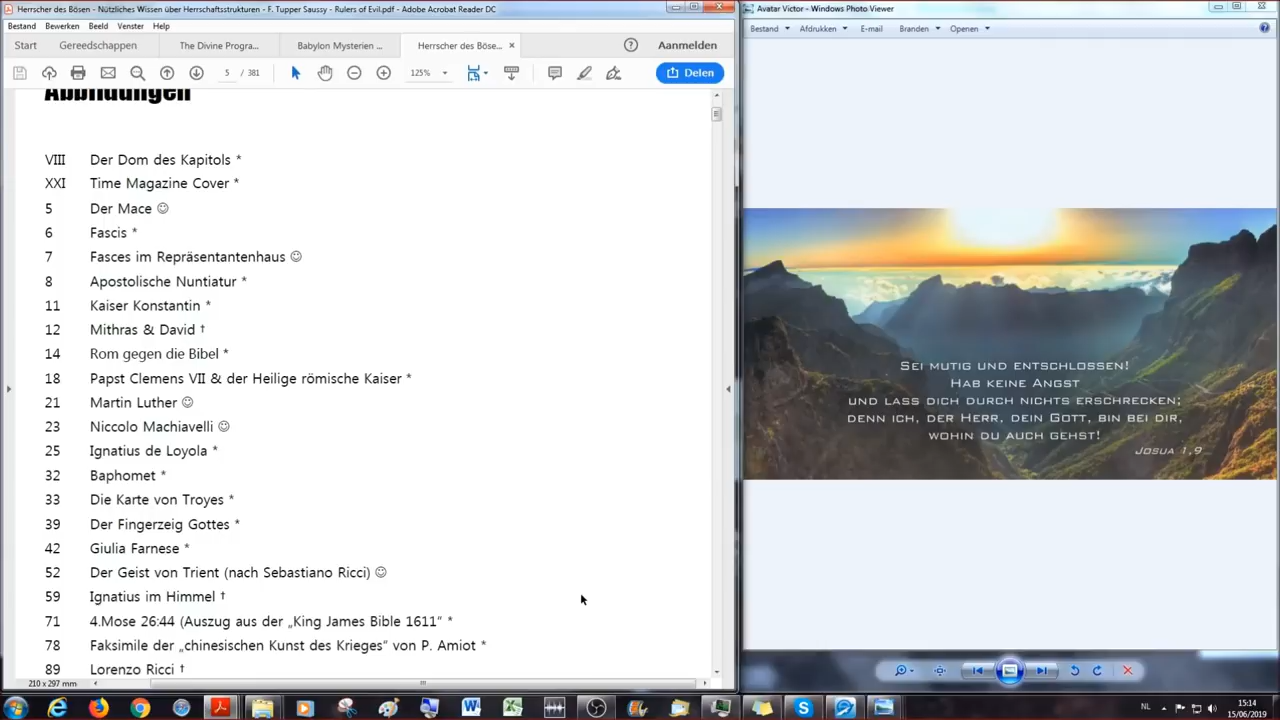 Herrscher des Bösen - Nützliches Wissen über Herrschaftsstrukturen - F. Tupper Saussy - Rulers of Evil.pdf - Adobe Acrobat Reader DC
Bestand Bewerken Beeld Venster Help
Start Gereedschappen The Divine Progra... Babylon Mysterien ... Herrscher des Böse... × Aanmelden
5 / 381 125% Delen
Abbildungen
VIII Der Dom des Kapitols *
XXI Time Magazine Cover *
5 Der Mace ☺
6 Fascis *
7 Fasces im Repräsentantenhaus ☺
8 Apostolische Nuntiatur *
11 Kaiser Konstantin *
12 Mithras & David †
14 Rom gegen die Bibel *
18 Papst Clemens VII & der Heilige römische Kaiser *
21 Martin Luther ☺
23 Niccolo Machiavelli ☺
25 Ignatius de Loyola *
32 Baphomet *
33 Die Karte von Troyes *
39 Der Fingerzeig Gottes *
42 Giulia Farnese *
52 Der Geist von Trient (nach Sebastiano Ricci) ☺
59 Ignatius im Himmel †
71 4.Mose 26:44 (Auszug aus der „King James Bible 1611" *
78 Faksimile der „chinesischen Kunst des Krieges" von P. Amiot *
89 Lorenzo Ricci †
210 x 297 mm
Avatar Victor - Windows Photo Viewer
Bestand Afdrukken E-mail Branden Openen
Sei mutig und entschlossen!
Hab keine Angst
und lass dich durch nichts erschrecken;
denn ich, der Herr, dein Gott, bin bei dir,
wohin du auch gehst!
Josua 1,9
NL 15:14
15/06/2019